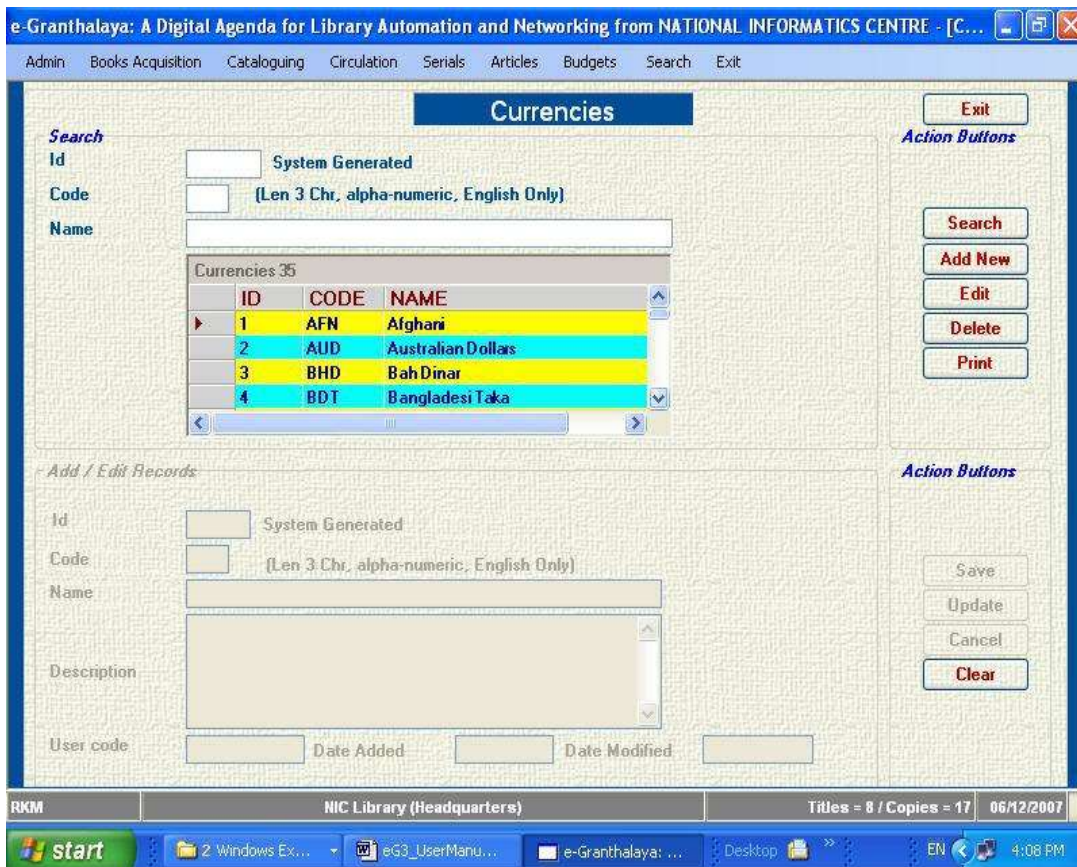 e-Granthalaya: A Digital Agenda for Library Automation and Networking from NATIONAL INFORMATICS CENTRE - [C...
Admin Books Acquisition Cataloguing Circulation Serials Articles Budgets Search Exit
Currencies
Exit
Search
Action Buttons
Id System Generated
Code (Len 3 Chr, alpha-numeric, English Only)
Name
Search
Add New
Edit
Delete
Print
Currencies 35
ID CODE NAME
1 AFN Afghani
2 AUD Australian Dollars
3 BHD Bah Dinar
4 BDT Bangladesi Taka
Add / Edit Records
Action Buttons
Id System Generated
Code (Len 3 Chr, alpha-numeric, English Only)
Name
Description
User code Date Added Date Modified
Save
Update
Cancel
Clear
RKM NIC Library (Headquarters) Titles = 8 / Copies = 17 06/12/2007
start 2 Windows Ex... eG3_UserManu... e-Granthalaya: ... Desktop » EN 4:08 PM